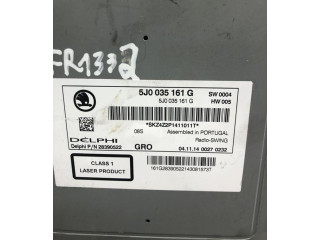 FR1332
5J0 035 161 G
SW 0004
5J0 035 161 G
HW 005
*SKZ4Z2P1411011T*
08S
Assembled in PORTUGAL
DELPHI
Radio-SWING
Delphi P/N 28390522
GRO
04.11.14 0027 0232
CLASS 1
LASER PRODUCT